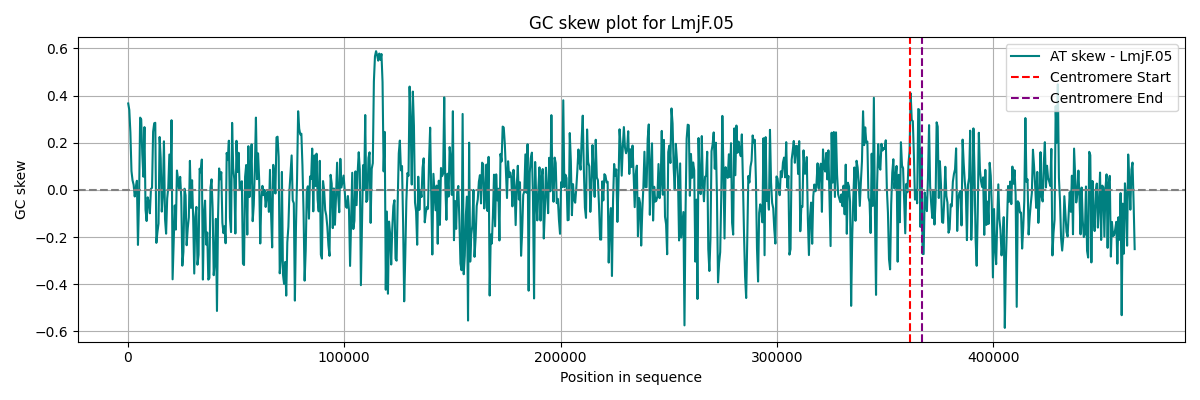 GC skew plot for LmjF.05
AT skew - LmjF.05
Centromere Start
Centromere End
GC skew
0.6
0.4
0.2
0.0
−0.2
−0.4
−0.6
0
100000
200000
300000
400000
Position in sequence